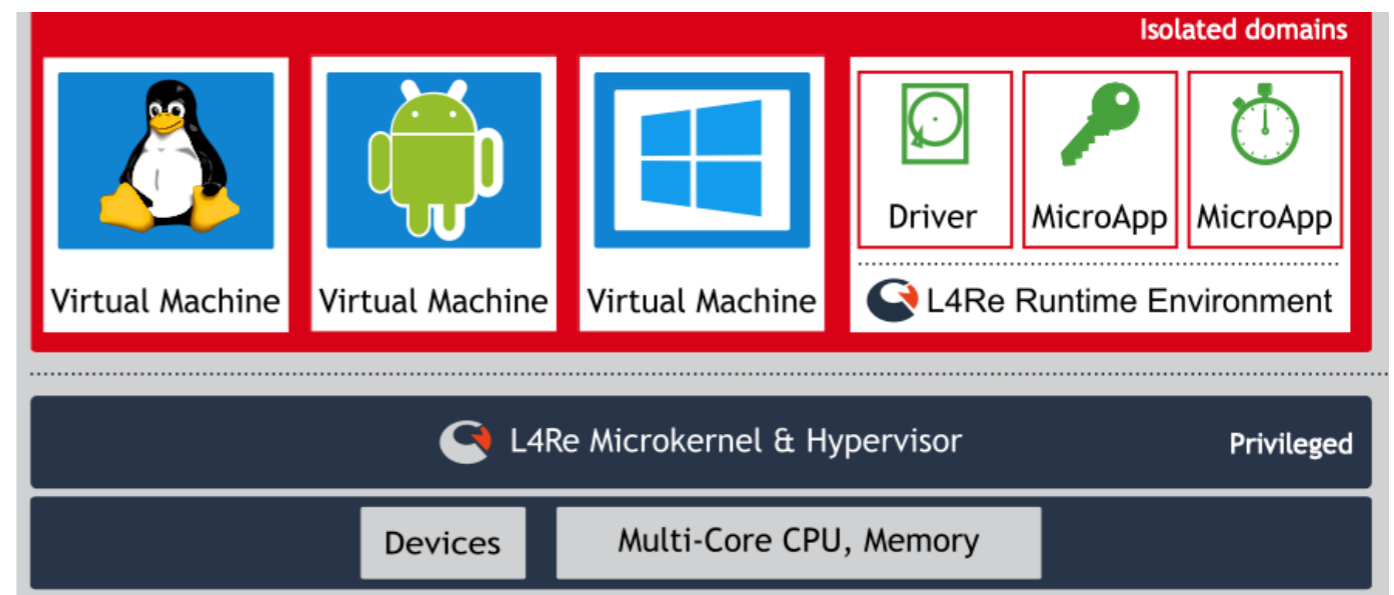 Isolated domains
Driver
MicroApp
MicroApp
Virtual Machine
Virtual Machine
Virtual Machine
L4Re Runtime Environment
L4Re Microkernel & Hypervisor
Privileged
Devices
Multi-Core CPU, Memory